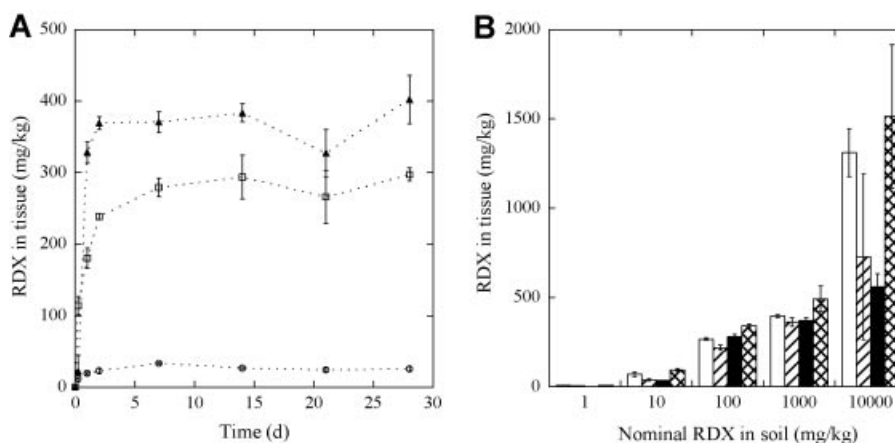 A
500
400
300
200
100
0
RDX in tissue (mg/kg)
0 5 10 15 20 25 30
Time (d)
B
2000
1500
1000
500
0
RDX in tissue (mg/kg)
1 10 100 1000 10000
Nominal RDX in soil (mg/kg)